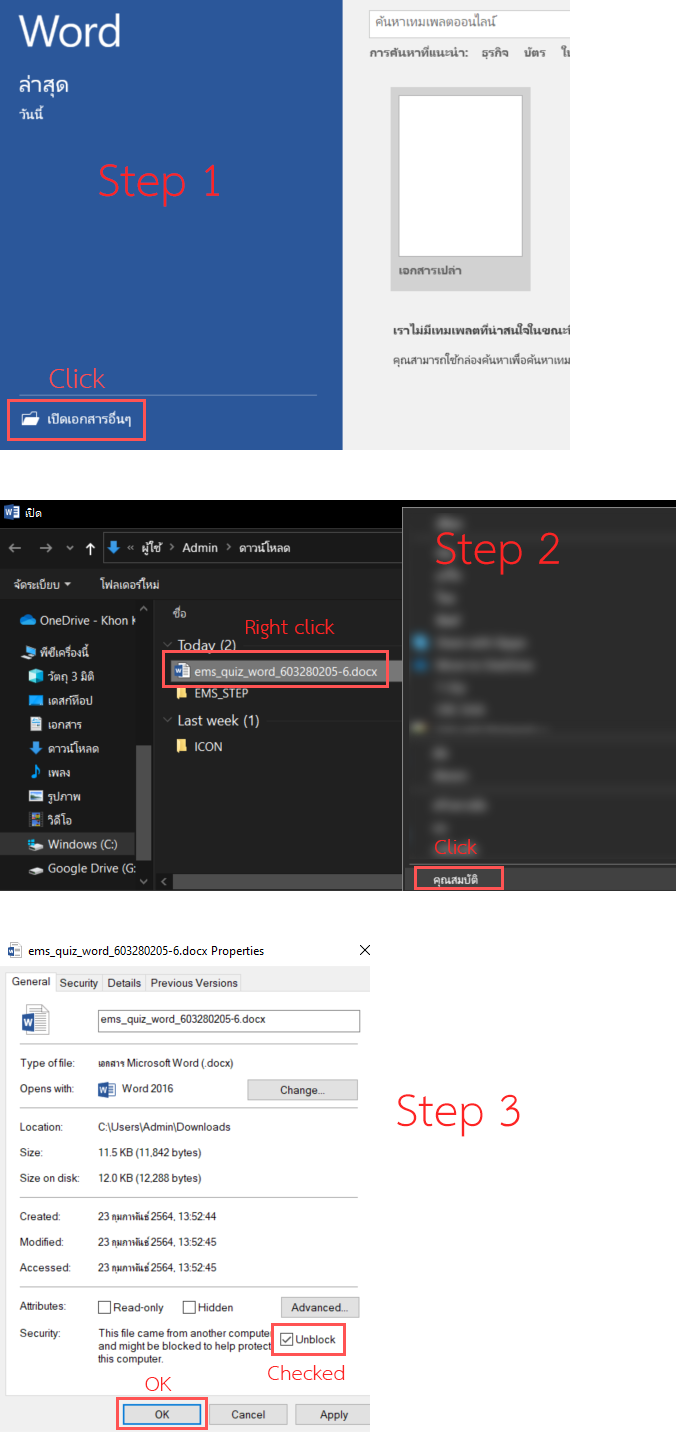 Word
ค้นหาเทมเพลตออนไลน์
การค้นหาที่แนะนำ: ธุรกิจ บัตร
ล่าสุด
วันนี้
Step 1
เอกสารเปล่า
เราไม่มีเทมเพลตที่น่าสนใจในขณะ
คุณสามารถใช้กล่องค้นหาเพื่อค้นหาเทม
Click
เปิดเอกสารอื่นๆ
เปิด
Step 2
« ผู้ใช้ > Admin > ดาวน์โหลด
จัดระเบียบ โฟลเดอร์ใหม่
ชื่อ
OneDrive - Khon K
Right click
Today (2)
พีซีเครื่องนี้
วัตถุ 3 มิติ
ems_quiz_word_603280205-6.docx
เดสก์ท็อป
EMS_STEP
เอกสาร
Last week (1)
ดาวน์โหลด
ICON
เพลง
รูปภาพ
วิดีโอ
Windows (C:)
Google Drive (G:
Click
คุณสมบัติ
ems_quiz_word_603280205-6.docx Properties
General Security Details Previous Versions
ems_quiz_word_603280205-6.docx
Type of file: เอกสาร Microsoft Word (.docx)
Opens with: Word 2016 Change...
Step 3
Location: C:\Users\Admin\Downloads
Size: 11.5 KB (11,842 bytes)
Size on disk: 12.0 KB (12,288 bytes)
Created: 23 กุมภาพันธ์ 2564, 13:52:44
Modified: 23 กุมภาพันธ์ 2564, 13:52:45
Accessed: 23 กุมภาพันธ์ 2564, 13:52:45
Attributes: Read-only Hidden Advanced...
Security: This file came from another computer
and might be blocked to help protect
this computer.
Unblock
Checked
OK
OK Cancel Apply